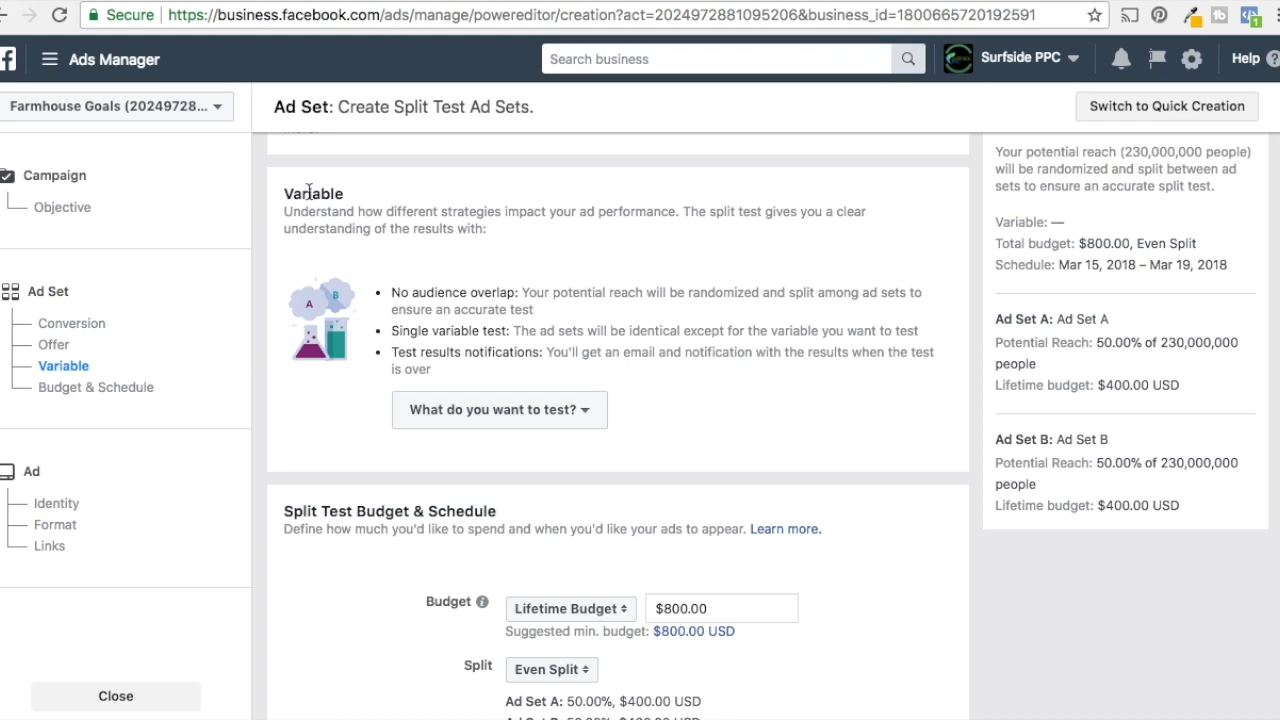 Secure
https://business.facebook.com/ads/manage/powereditor/creation?act=2024972881095206&business_id=1800665720192591
Ads Manager
Search business
Surfside PPC
Help
Farmhouse Goals (20249728...
Ad Set: Create Split Test Ad Sets.
Switch to Quick Creation
Campaign
Objective
Ad Set
Conversion
Offer
Variable
Budget & Schedule
Ad
Identity
Format
Links
Close
Variable
Understand how different strategies impact your ad performance. The split test gives you a clear
understanding of the results with:
A
B
• No audience overlap: Your potential reach will be randomized and split among ad sets to
ensure an accurate test
• Single variable test: The ad sets will be identical except for the variable you want to test
• Test results notifications: You'll get an email and notification with the results when the test
is over
What do you want to test?
Split Test Budget & Schedule
Define how much you'd like to spend and when you'd like your ads to appear. Learn more.
Budget
Lifetime Budget
$800.00
Suggested min. budget: $800.00 USD
Split
Even Split
Ad Set A: 50.00%, $400.00 USD
Your potential reach (230,000,000 people)
will be randomized and split between ad
sets to ensure an accurate split test.
Variable: —
Total budget: $800.00, Even Split
Schedule: Mar 15, 2018 – Mar 19, 2018
Ad Set A: Ad Set A
Potential Reach: 50.00% of 230,000,000
people
Lifetime budget: $400.00 USD
Ad Set B: Ad Set B
Potential Reach: 50.00% of 230,000,000
people
Lifetime budget: $400.00 USD